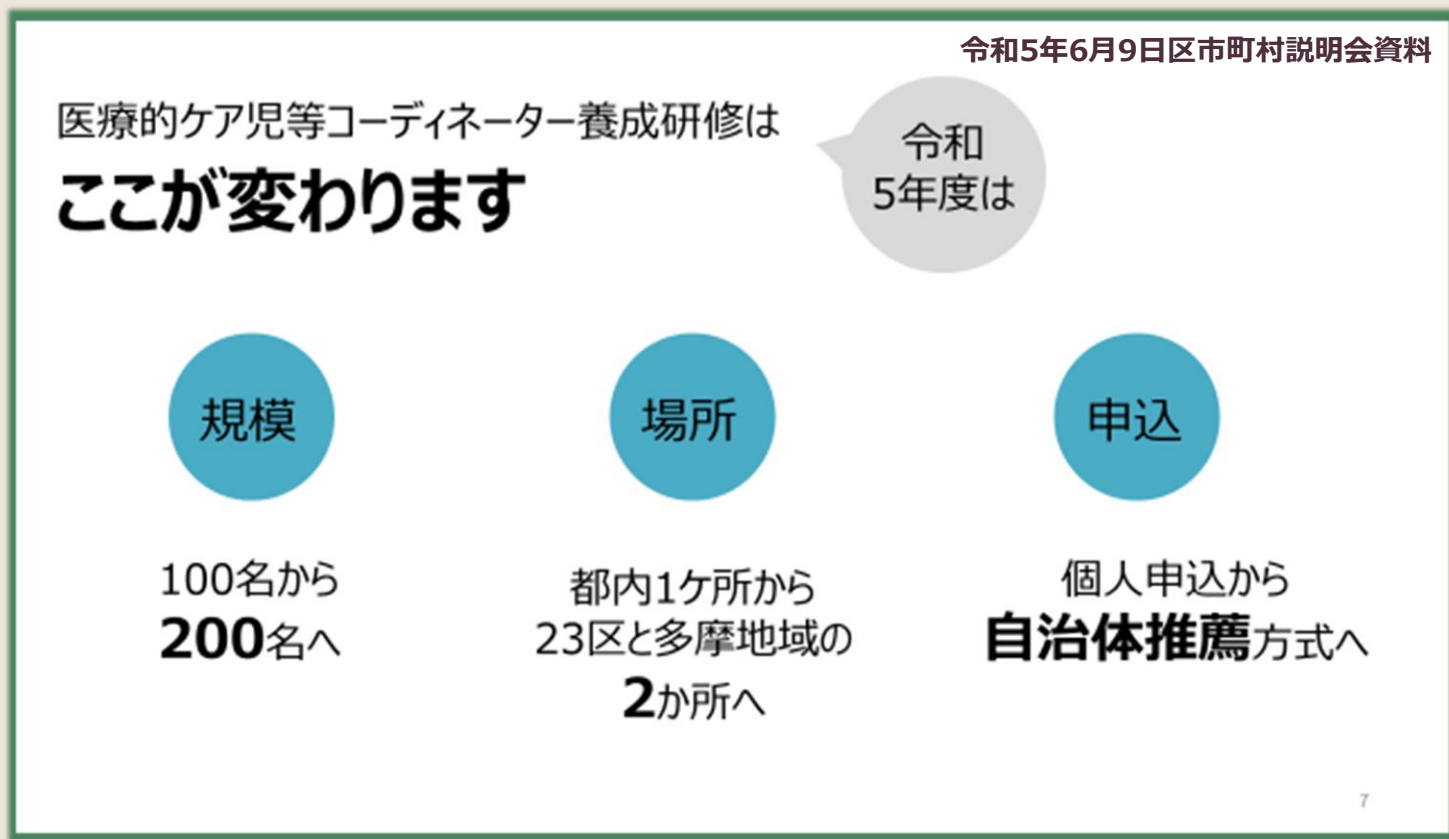 令和5年6月9日区市町村説明会資料
医療的ケア児等コーディネーター養成研修は
ここが変わります
令和
5年度は
規模
100名から
200名へ
場所
都内1ケ所から
23区と多摩地域の
2か所へ
申込
個人申込から
自治体推薦方式へ
7